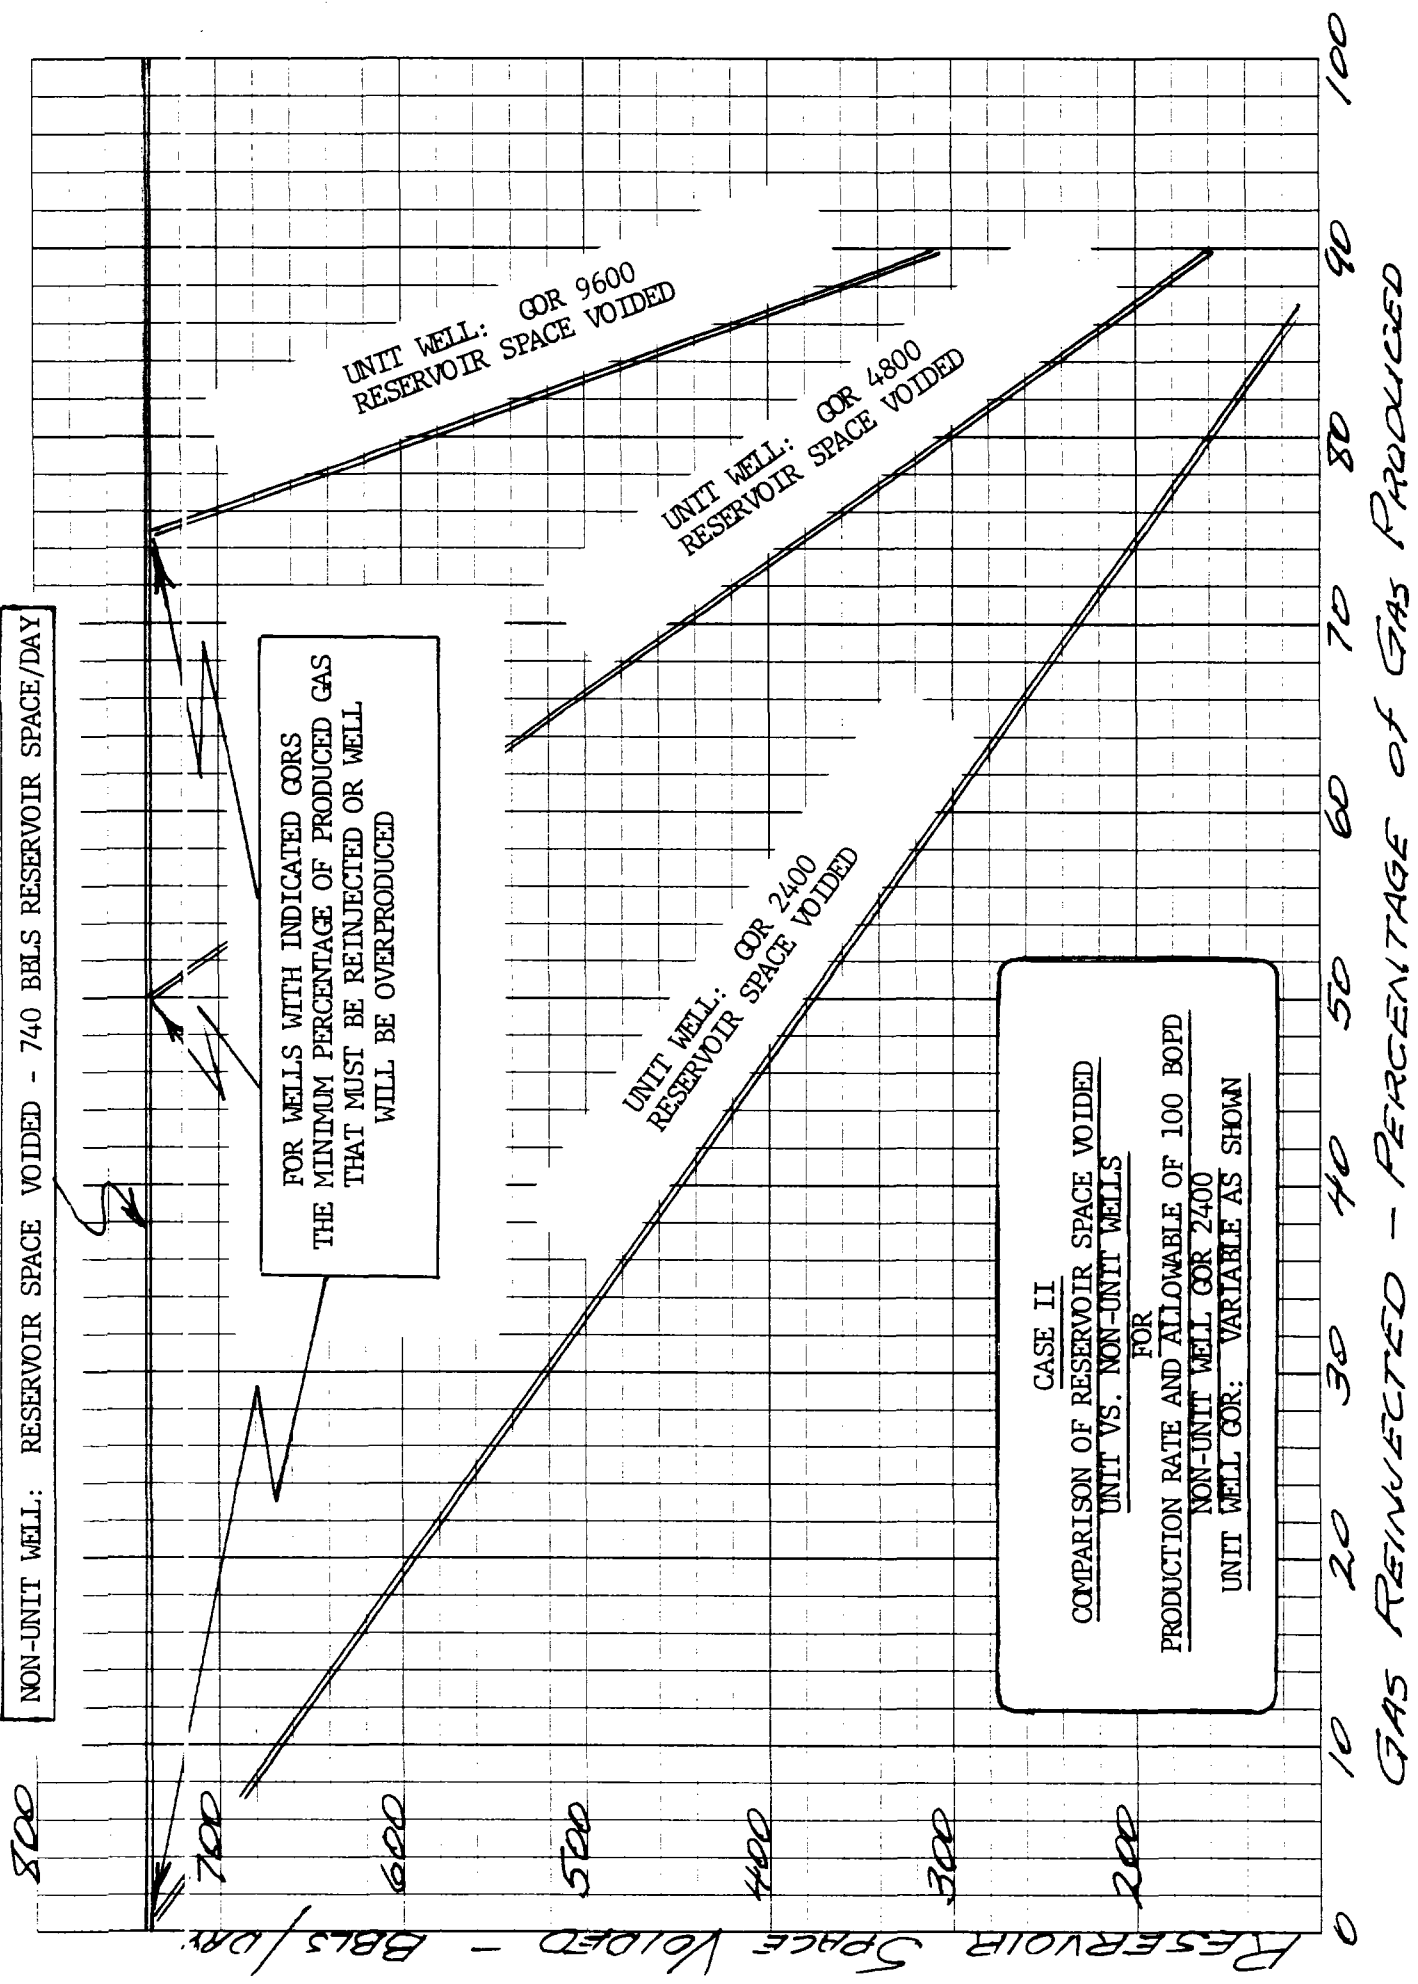 NON-UNIT WELL: RESERVOIR SPACE VOIDED - 740 BBLS RESERVOIR SPACE/DAY
UNIT WELL: GOR 9600
RESERVOIR SPACE VOIDED
FOR WELLS WITH INDICATED GORS
THE MINIMUM PERCENTAGE OF PRODUCED GAS
THAT MUST BE REINJECTED OR WELL
WILL BE OVERPRODUCED
UNIT WELL: GOR 4800
RESERVOIR SPACE VOIDED
UNIT WELL: GOR 2400
RESERVOIR SPACE VOIDED
CASE II
COMPARISON OF RESERVOIR SPACE VOIDED
UNIT VS. NON-UNIT WELLS
FOR
PRODUCTION RATE AND ALLOWABLE OF 100 BOPD
NON-UNIT WELL GOR 2400
UNIT WELL GOR: VARIABLE AS SHOWN
800
700
600
500
400
300
200
RESERVOIR SPACE VOIDED - BBLS/DAY
0 10 20 30 40 50 60 70 80 90 100
GAS REINJECTED - PERCENTAGE of GAS PRODUCED